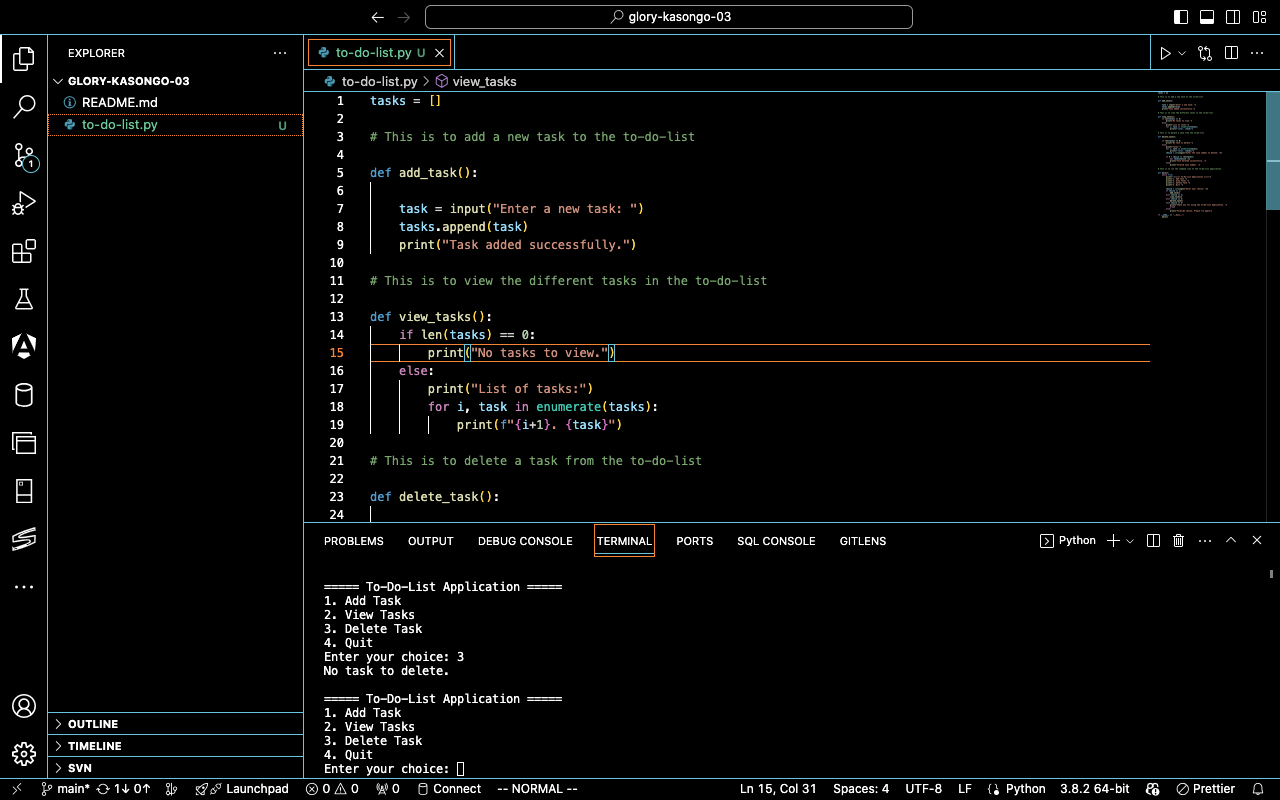 glory-kasongo-03
EXPLORER
GLORY-KASONGO-03
README.md
to-do-list.py U
1
OUTLINE
TIMELINE
SVN
to-do-list.py U
to-do-list.py > view_tasks
1 tasks = []
2
3 # This is to add a new task to the to-do-list
4
5 def add_task():
6
7 task = input("Enter a new task: ")
8 tasks.append(task)
9 print("Task added successfully.")
10
11 # This is to view the different tasks in the to-do-list
12
13 def view_tasks():
14 if len(tasks) == 0:
15 print("No tasks to view.")
16 else:
17 print("List of tasks:")
18 for i, task in enumerate(tasks):
19 print(f"{i+1}. {task}")
20
21 # This is to delete a task from the to-do-list
22
23 def delete_task():
24
PROBLEMS OUTPUT DEBUG CONSOLE TERMINAL PORTS SQL CONSOLE GITLENS
Python
===== To-Do-List Application =====
1. Add Task
2. View Tasks
3. Delete Task
4. Quit
Enter your choice: 3
No task to delete.
===== To-Do-List Application =====
1. Add Task
2. View Tasks
3. Delete Task
4. Quit
Enter your choice:
main* 1↓ 0↑ Launchpad 0 0 0 Connect -- NORMAL -- Ln 15, Col 31 Spaces: 4 UTF-8 LF Python 3.8.2 64-bit Prettier